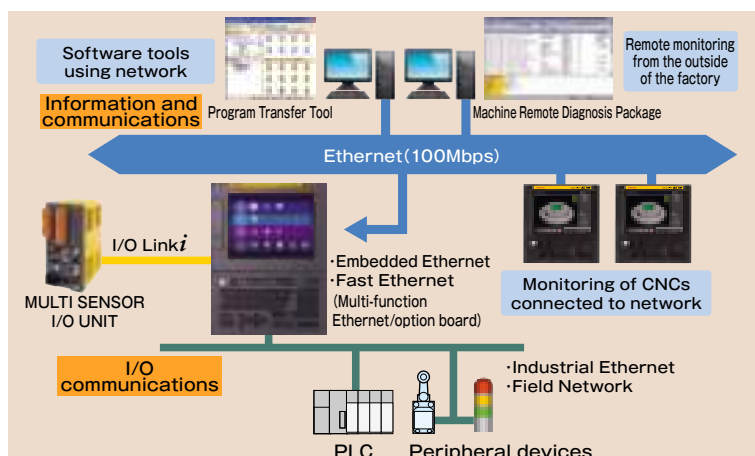 Software tools
using network
Remote monitoring
from the outside
of the factory
Information and
communications
Program Transfer Tool
Machine Remote Diagnosis Package
Ethernet(100Mbps)
I/O Link i
MULTI SENSOR
I/O UNIT
・Embedded Ethernet
・Fast Ethernet
(Multi-function
Ethernet/option board)
Monitoring of CNCs
connected to network
I/O
communications
・Industrial Ethernet
・Field Network
PLC
Peripheral devices